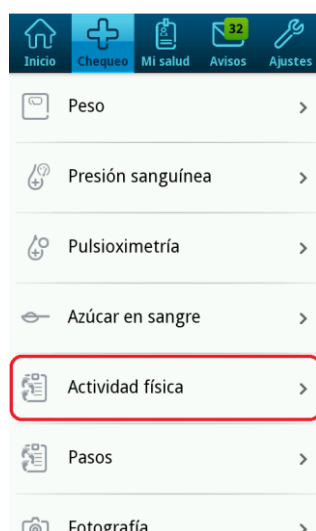 32
Inicio Chequeo Mi salud Avisos Ajustes
Peso
Presión sanguínea
Pulsioximetría
Azúcar en sangre
Actividad física
Pasos
Fotografía